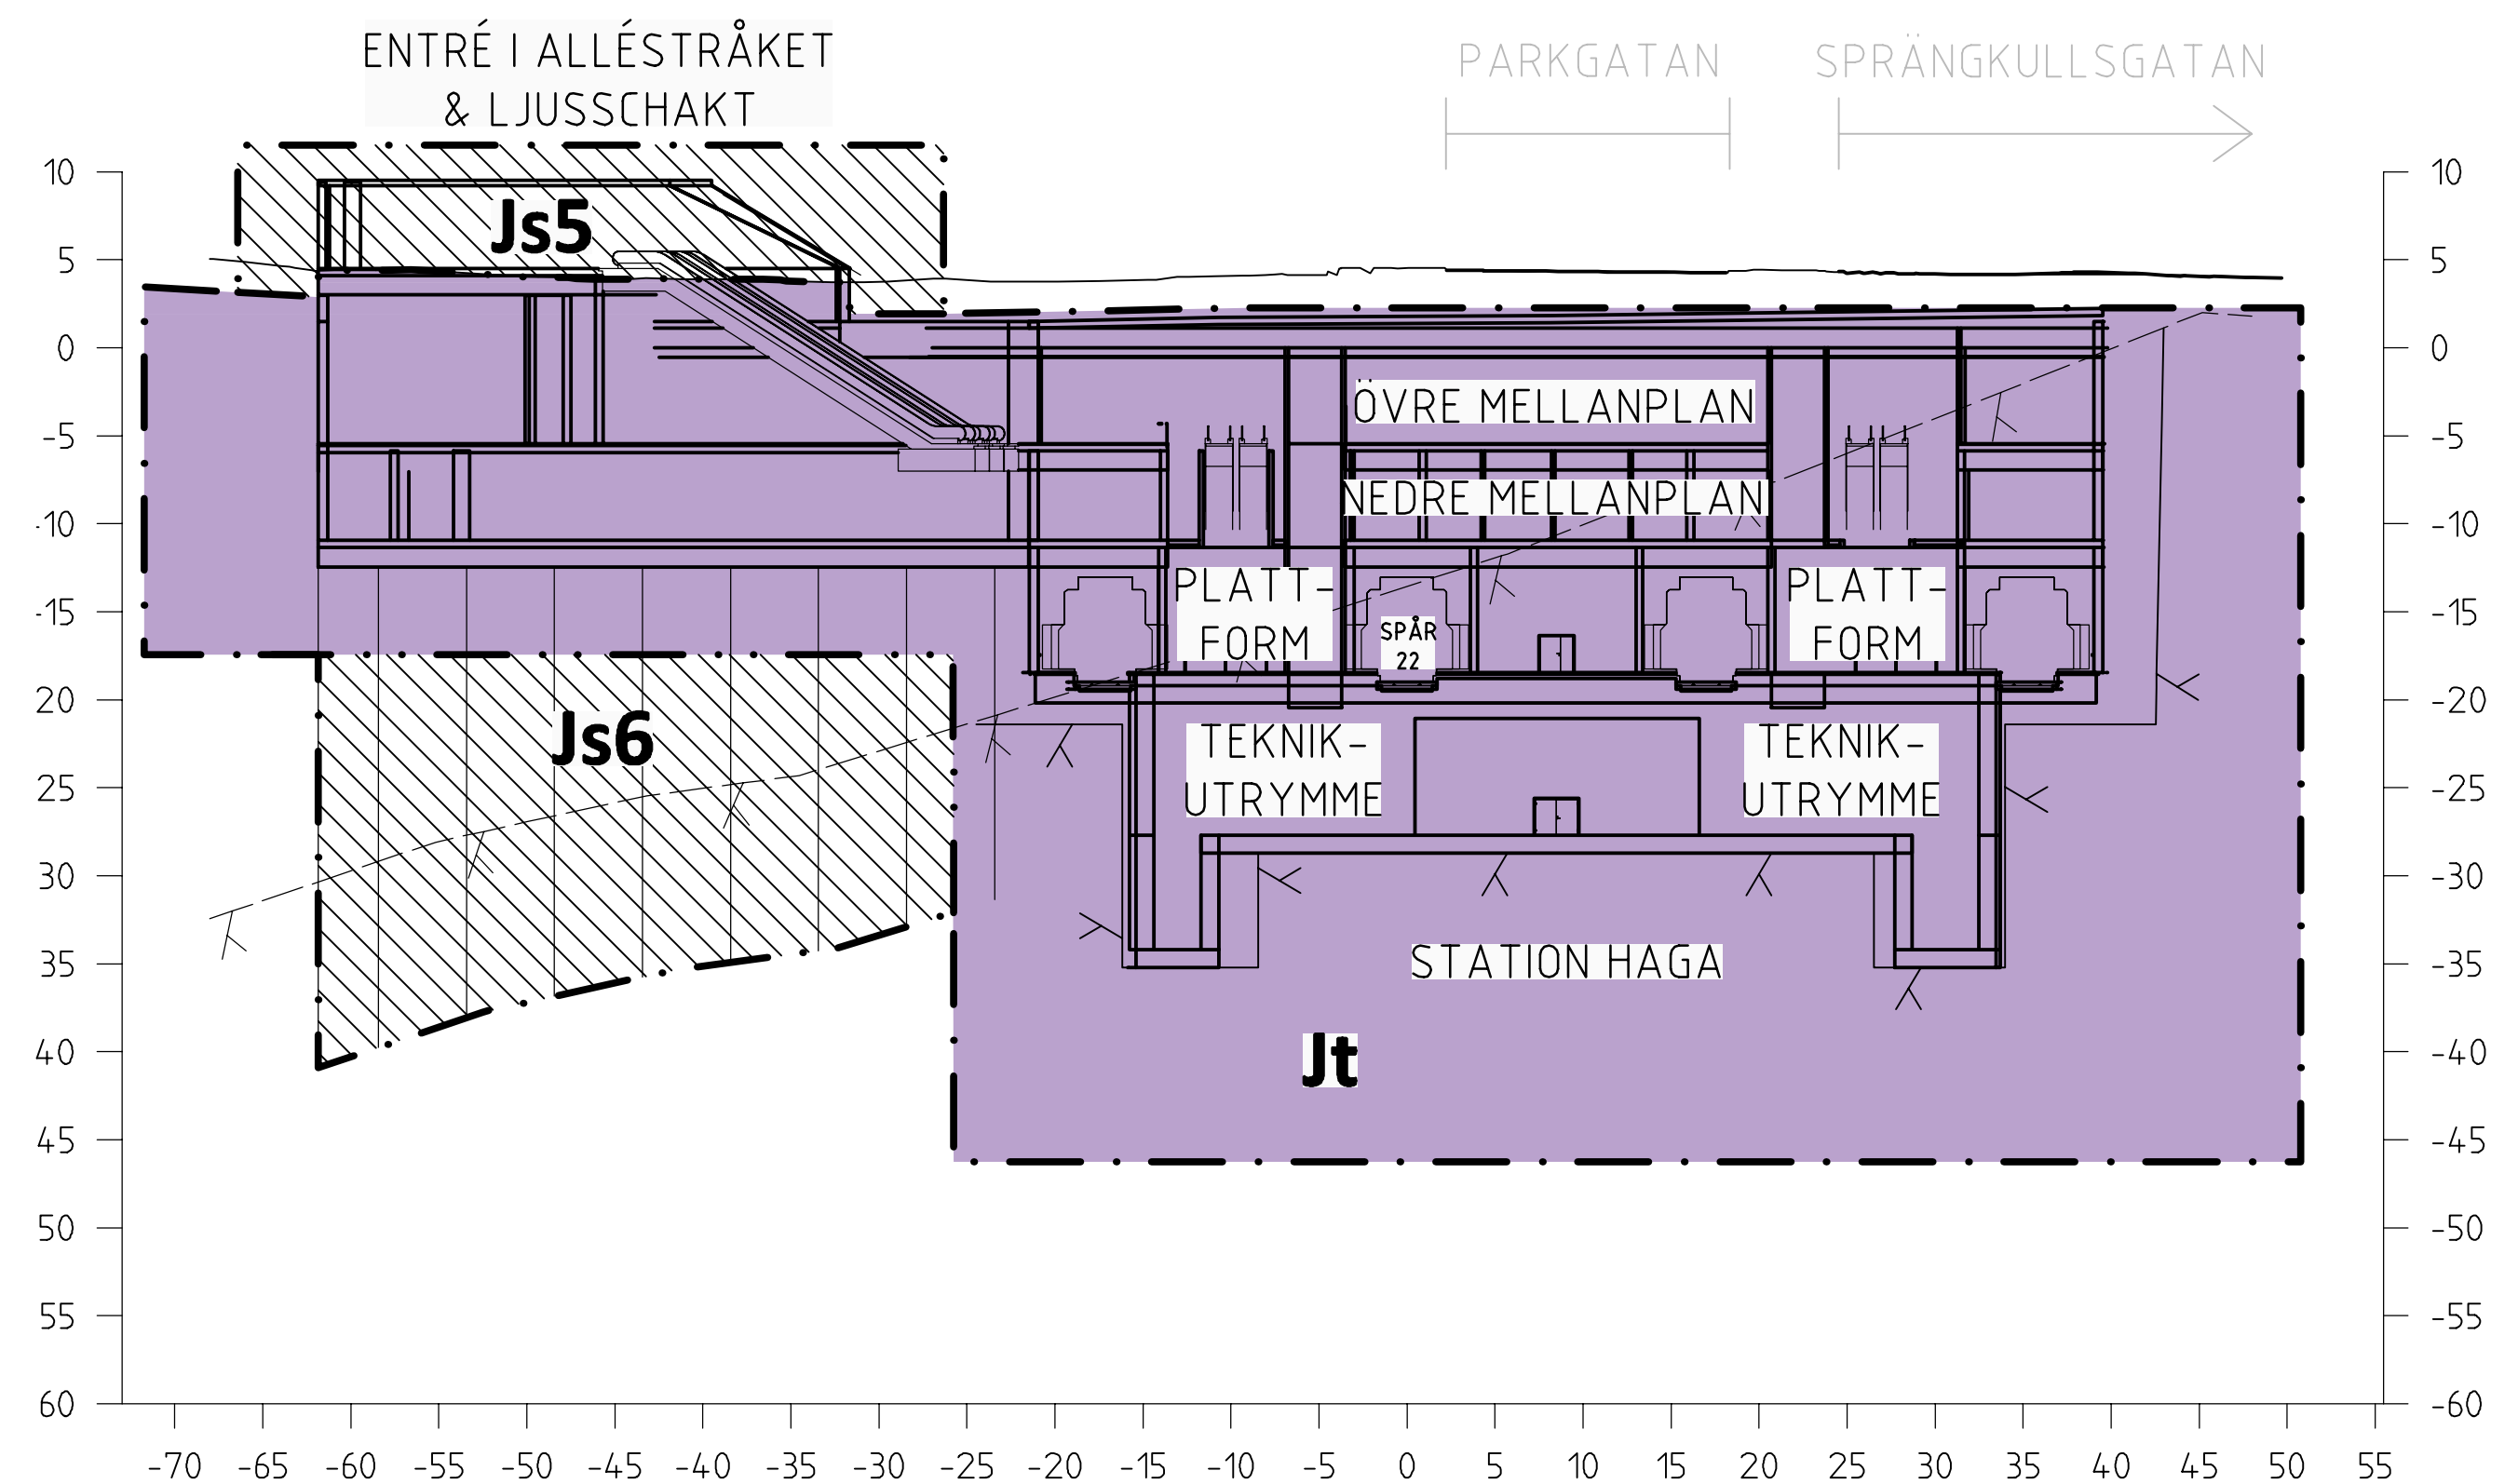 ENTRÉ I ALLÉSTRÅKET
& LJUSSCHAKT
PARKGATAN
SPRÄNGKULLSGATAN
10
5
0
-5
-10
-15
20
25
30
35
40
45
50
55
60
10
5
0
-5
-10
-15
-20
-25
-30
-35
-40
-45
-50
-55
-60
Js5
ÖVRE MELLANPLAN
NEDRE MELLANPLAN
PLATT-
FORM
SPÅR
22
PLATT-
FORM
Js6
TEKNIK-
UTRYMME
TEKNIK-
UTRYMME
STATION HAGA
Jt
-70 -65 -60 -55 -50 -45 -40 -35 -30 -25 -20 -15 -10 -5 0 5 10 15 20 25 30 35 40 45 50 55